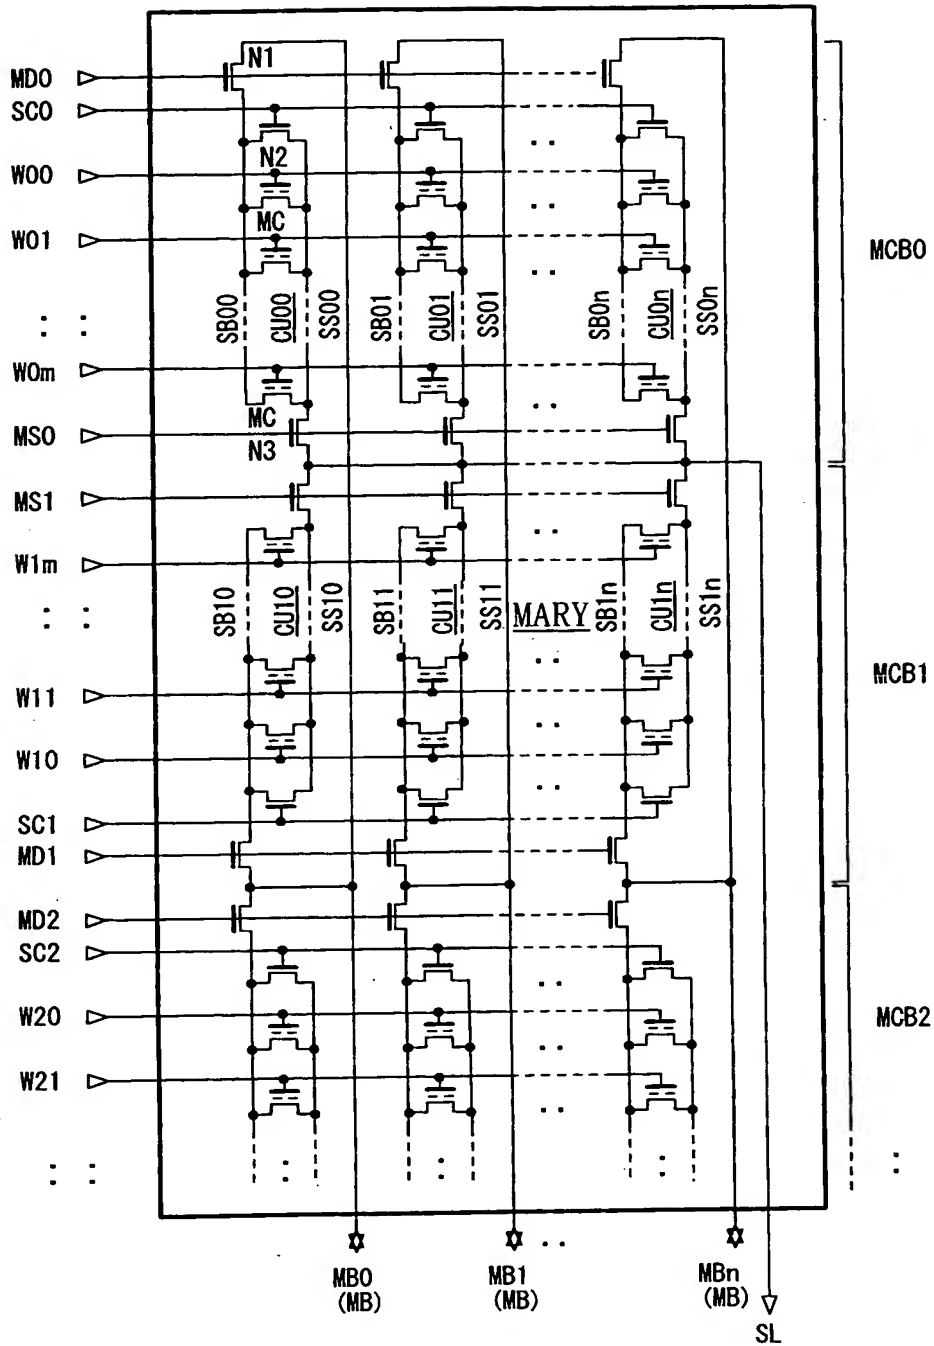 MD0
N1
SC0
W00
N2
W01
MC
MCB0
SB00
CU00
SS00
SB01
CU01
SS01
SB0n
CU0n
SS0n
W0m
MC
MS0
N3
MS1
W1m
SB10
CU10
SS10
SB11
CU11
SS11
MARY
SB1n
CU1n
SS1n
MCB1
W11
W10
SC1
MD1
MD2
SC2
W20
MCB2
W21
MB0
(MB)
MB1
(MB)
MBn
(MB)
SL